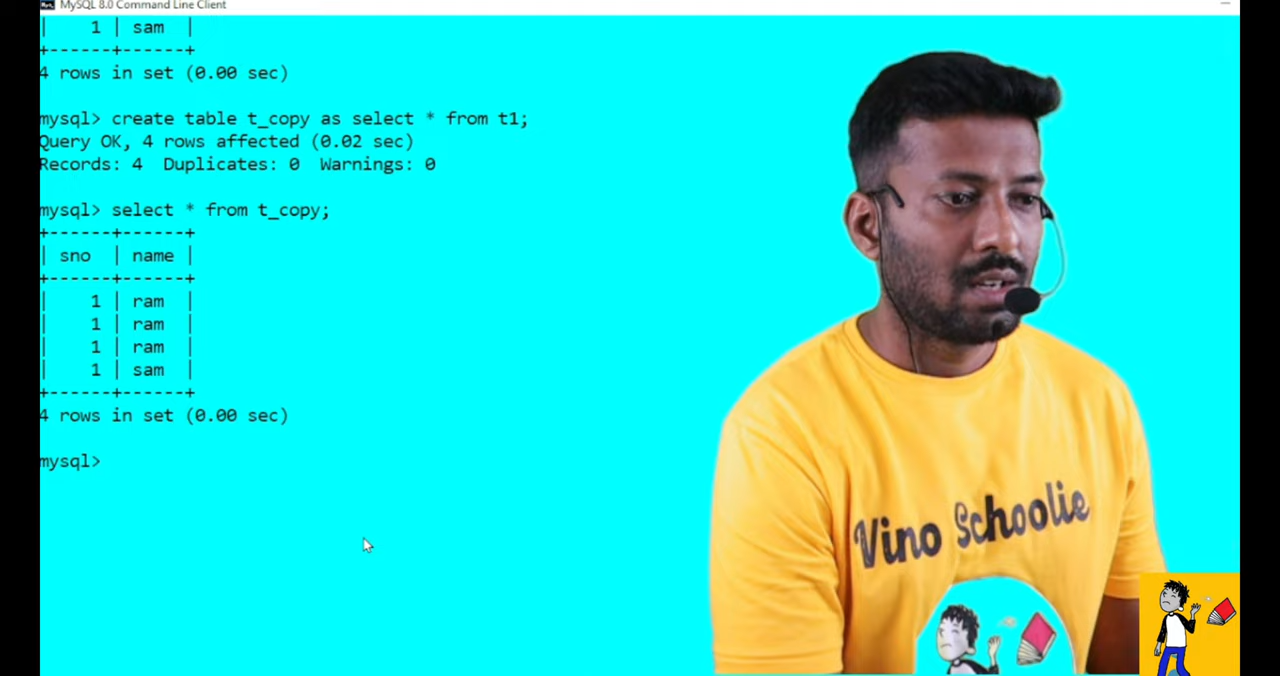 MySQL 8.0 Command Line Client
| 1 | sam |
+------+------+
4 rows in set (0.00 sec)
mysql> create table t_copy as select * from t1;
Query OK, 4 rows affected (0.02 sec)
Records: 4  Duplicates: 0  Warnings: 0
mysql> select * from t_copy;
+------+------+
| sno  | name |
+------+------+
|    1 | ram  |
|    1 | ram  |
|    1 | ram  |
|    1 | sam  |
+------+------+
4 rows in set (0.00 sec)
mysql>
Vino Schoolie